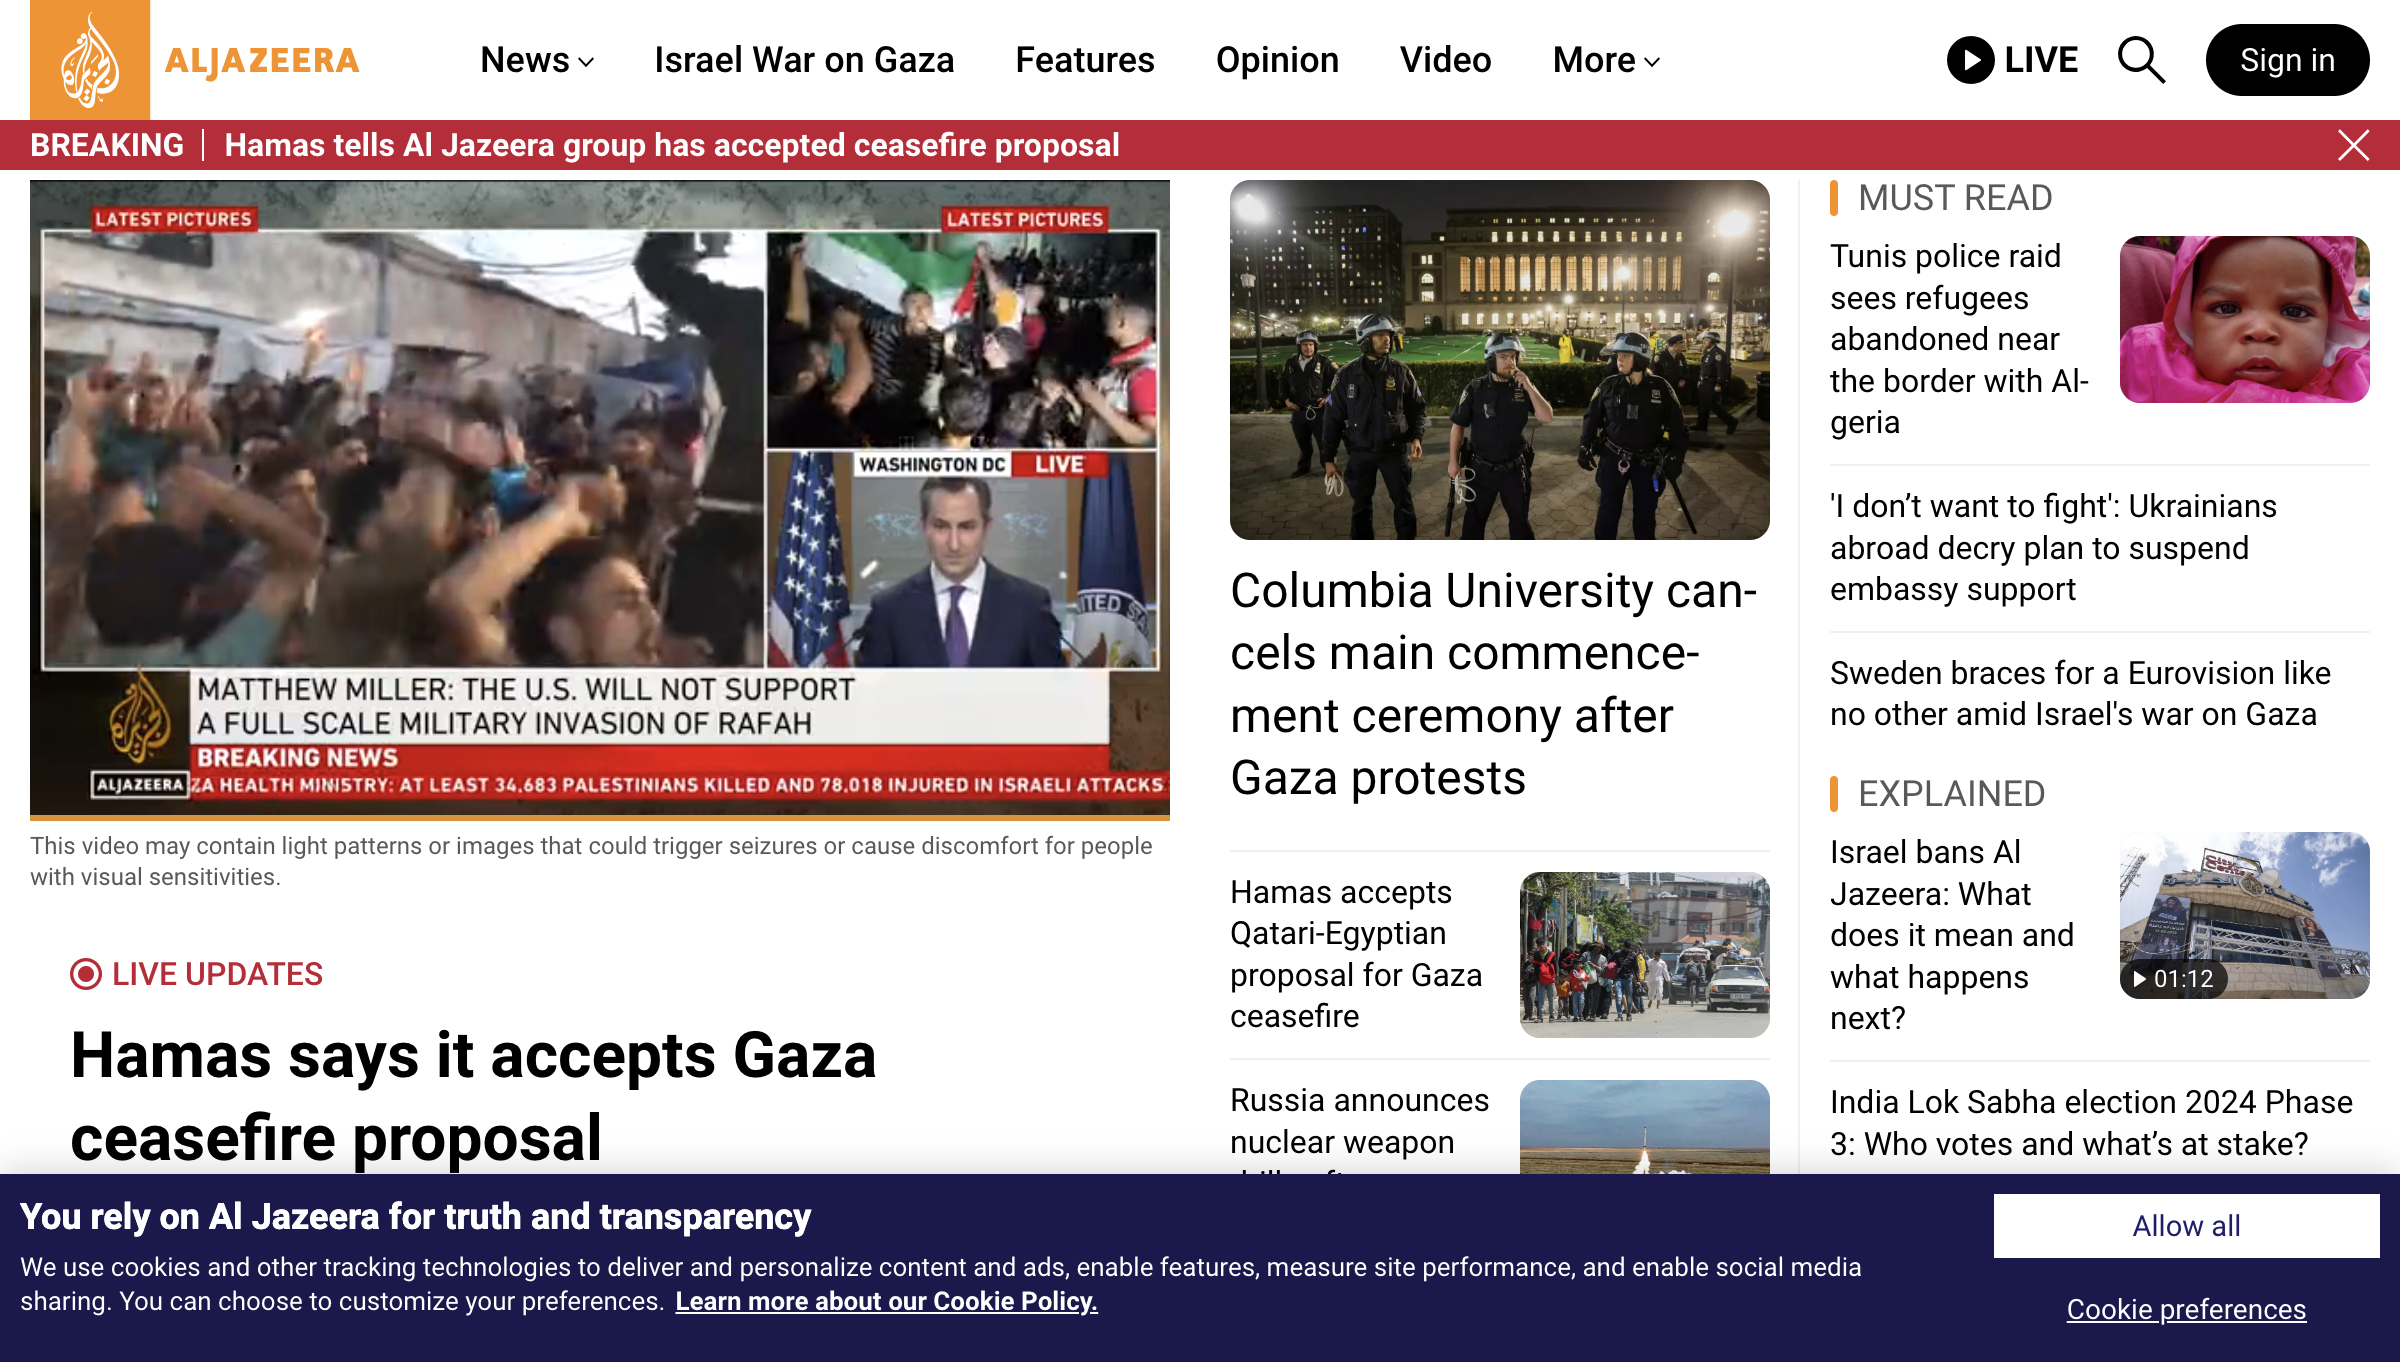 ALJAZEERA
News
Israel War on Gaza
Features
Opinion
Video
More
LIVE
Sign in
BREAKING
Hamas tells Al Jazeera group has accepted ceasefire proposal
LATEST PICTURES
LATEST PICTURES
WASHINGTON DC
LIVE
MATTHEW MILLER: THE U.S. WILL NOT SUPPORT
A FULL SCALE MILITARY INVASION OF RAFAH
BREAKING NEWS
ALJAZEERA
ZA HEALTH MINISTRY: AT LEAST 34,683 PALESTINIANS KILLED AND 78,018 INJURED IN ISRAELI ATTACKS
This video may contain light patterns or images that could trigger seizures or cause discomfort for people
with visual sensitivities.
LIVE UPDATES
Hamas says it accepts Gaza
ceasefire proposal
Columbia University can-
cels main commence-
ment ceremony after
Gaza protests
Hamas accepts
Qatari-Egyptian
proposal for Gaza
ceasefire
Russia announces
nuclear weapon
MUST READ
Tunis police raid
sees refugees
abandoned near
the border with Al-
geria
'I don’t want to fight': Ukrainians
abroad decry plan to suspend
embassy support
Sweden braces for a Eurovision like
no other amid Israel's war on Gaza
EXPLAINED
Israel bans Al
Jazeera: What
does it mean and
what happens
next?
01:12
India Lok Sabha election 2024 Phase
3: Who votes and what’s at stake?
You rely on Al Jazeera for truth and transparency
We use cookies and other tracking technologies to deliver and personalize content and ads, enable features, measure site performance, and enable social media
sharing. You can choose to customize your preferences. Learn more about our Cookie Policy.
Allow all
Cookie preferences